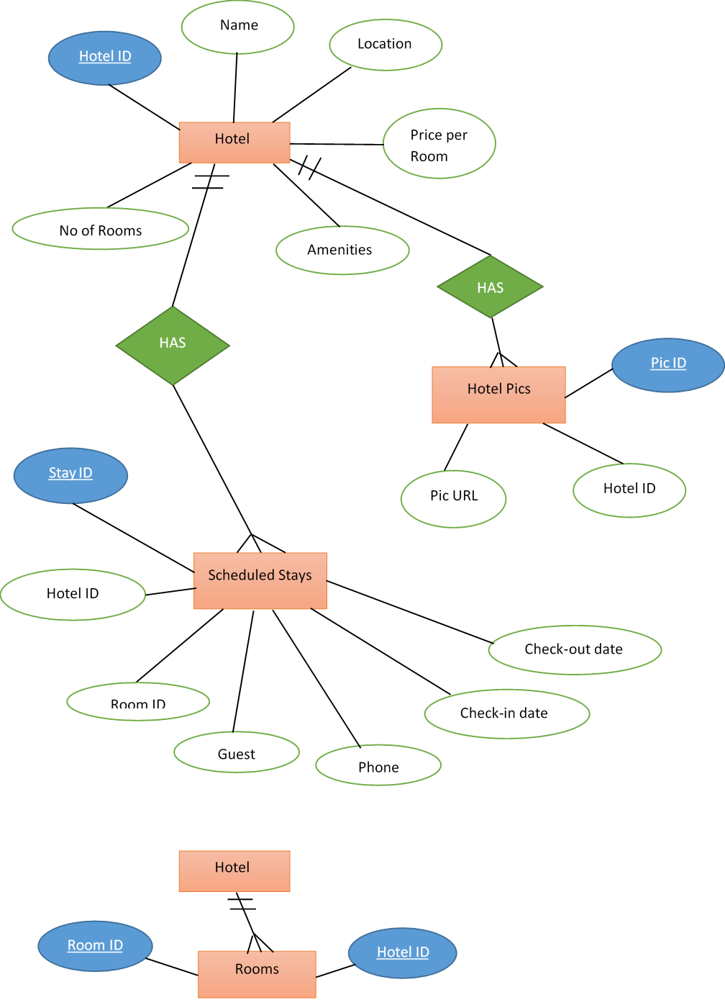 Name
Location
Hotel ID
Hotel
Price per
Room
No of Rooms
Amenities
HAS
HAS
Pic ID
Hotel Pics
Stay ID
Hotel ID
Pic URL
Scheduled Stays
Hotel ID
Check-out date
Room ID
Check-in date
Guest
Phone
Hotel
Room ID
Hotel ID
Rooms